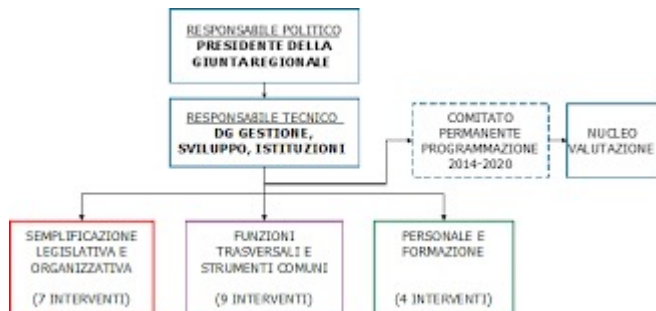 RESPONSABILE POLITICO
PRESIDENTE DELLA
GIUNTA REGIONALE
RESPONSABILE TECNICO
DG GESTIONE,
SVILUPPO, ISTITUZIONI
COMITATO
PERMANENTE
PROGRAMMAZIONE
2014-2020
NUCLEO
VALUTAZIONE
SEMPLIFICAZIONE
LEGISLATIVA E
ORGANIZZATIVA
(7 INTERVENTI)
FUNZIONI
TRASVERSALI E
STRUMENTI COMUNI
(9 INTERVENTI)
PERSONALE E
FORMAZIONE
(4 INTERVENTI)